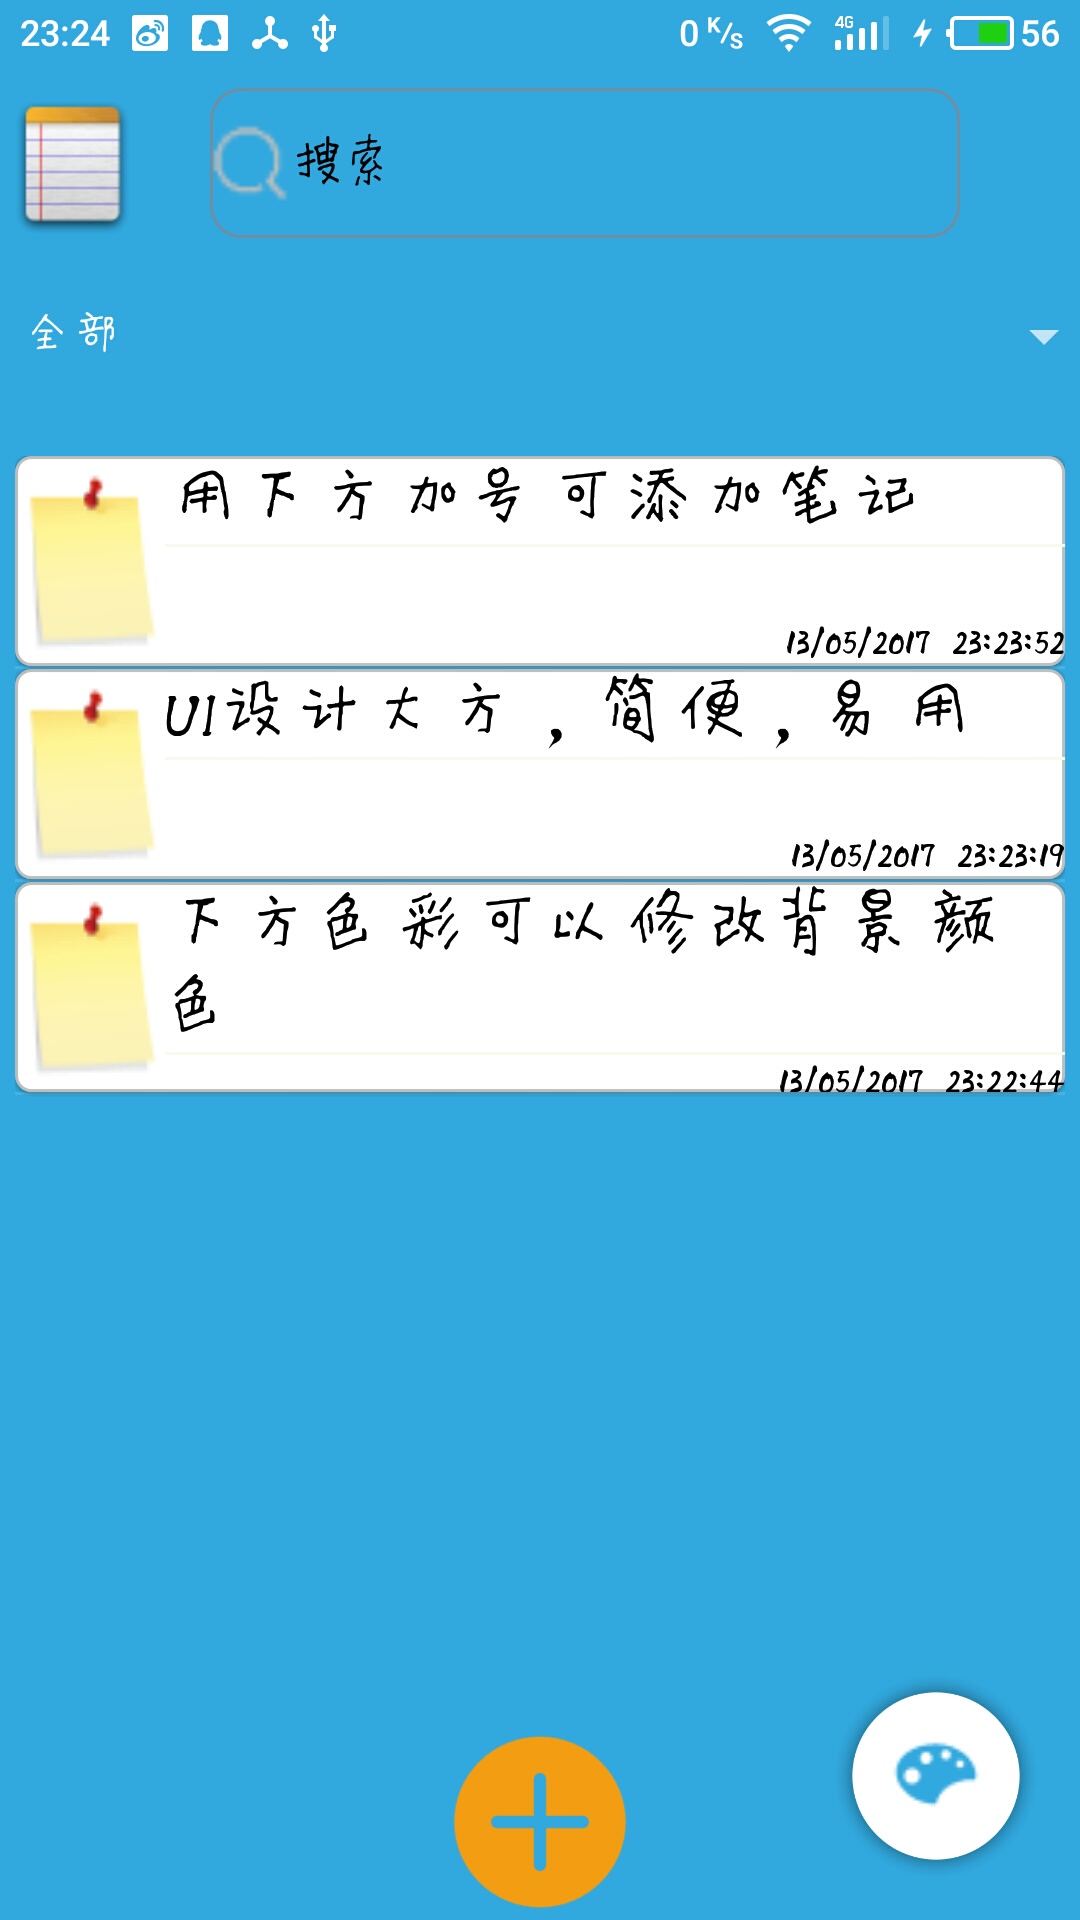 23:24 0 K/s 4G 56
搜索
全部
用下方加号可添加笔记
13/05/2017 23:23:52
UI设计大方，简便，易用
13/05/2017 23:23:19
下方色彩可以修改背景颜
色
13/05/2017 23:22:44